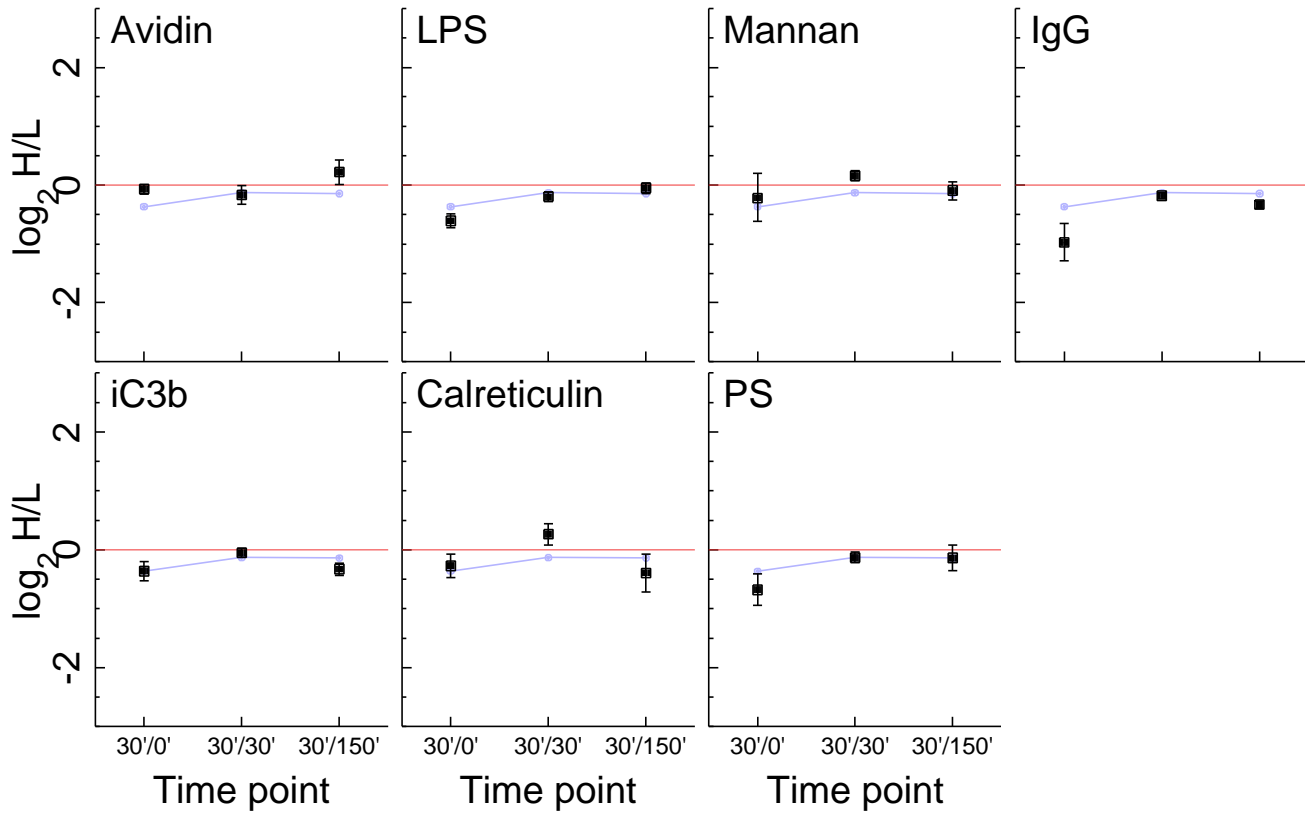 Avidin
LPS
Mannan
IgG
2
0
-2
log2 H/L
iC3b
Calreticulin
PS
2
0
-2
log2 H/L
30'/0' 30'/30' 30'/150'
30'/0' 30'/30' 30'/150'
30'/0' 30'/30' 30'/150'
Time point
Time point
Time point